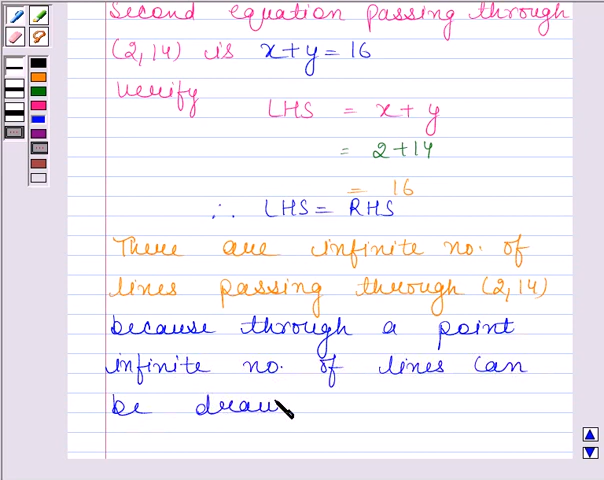 Second equation passing through
(2,14) is x+y=16
Verify
LHS = x+y
= 2+14
= 16
∴ LHS = RHS
There are infinite no. of
lines passing through (2,14)
because through a point
infinite no. of lines can
be draw